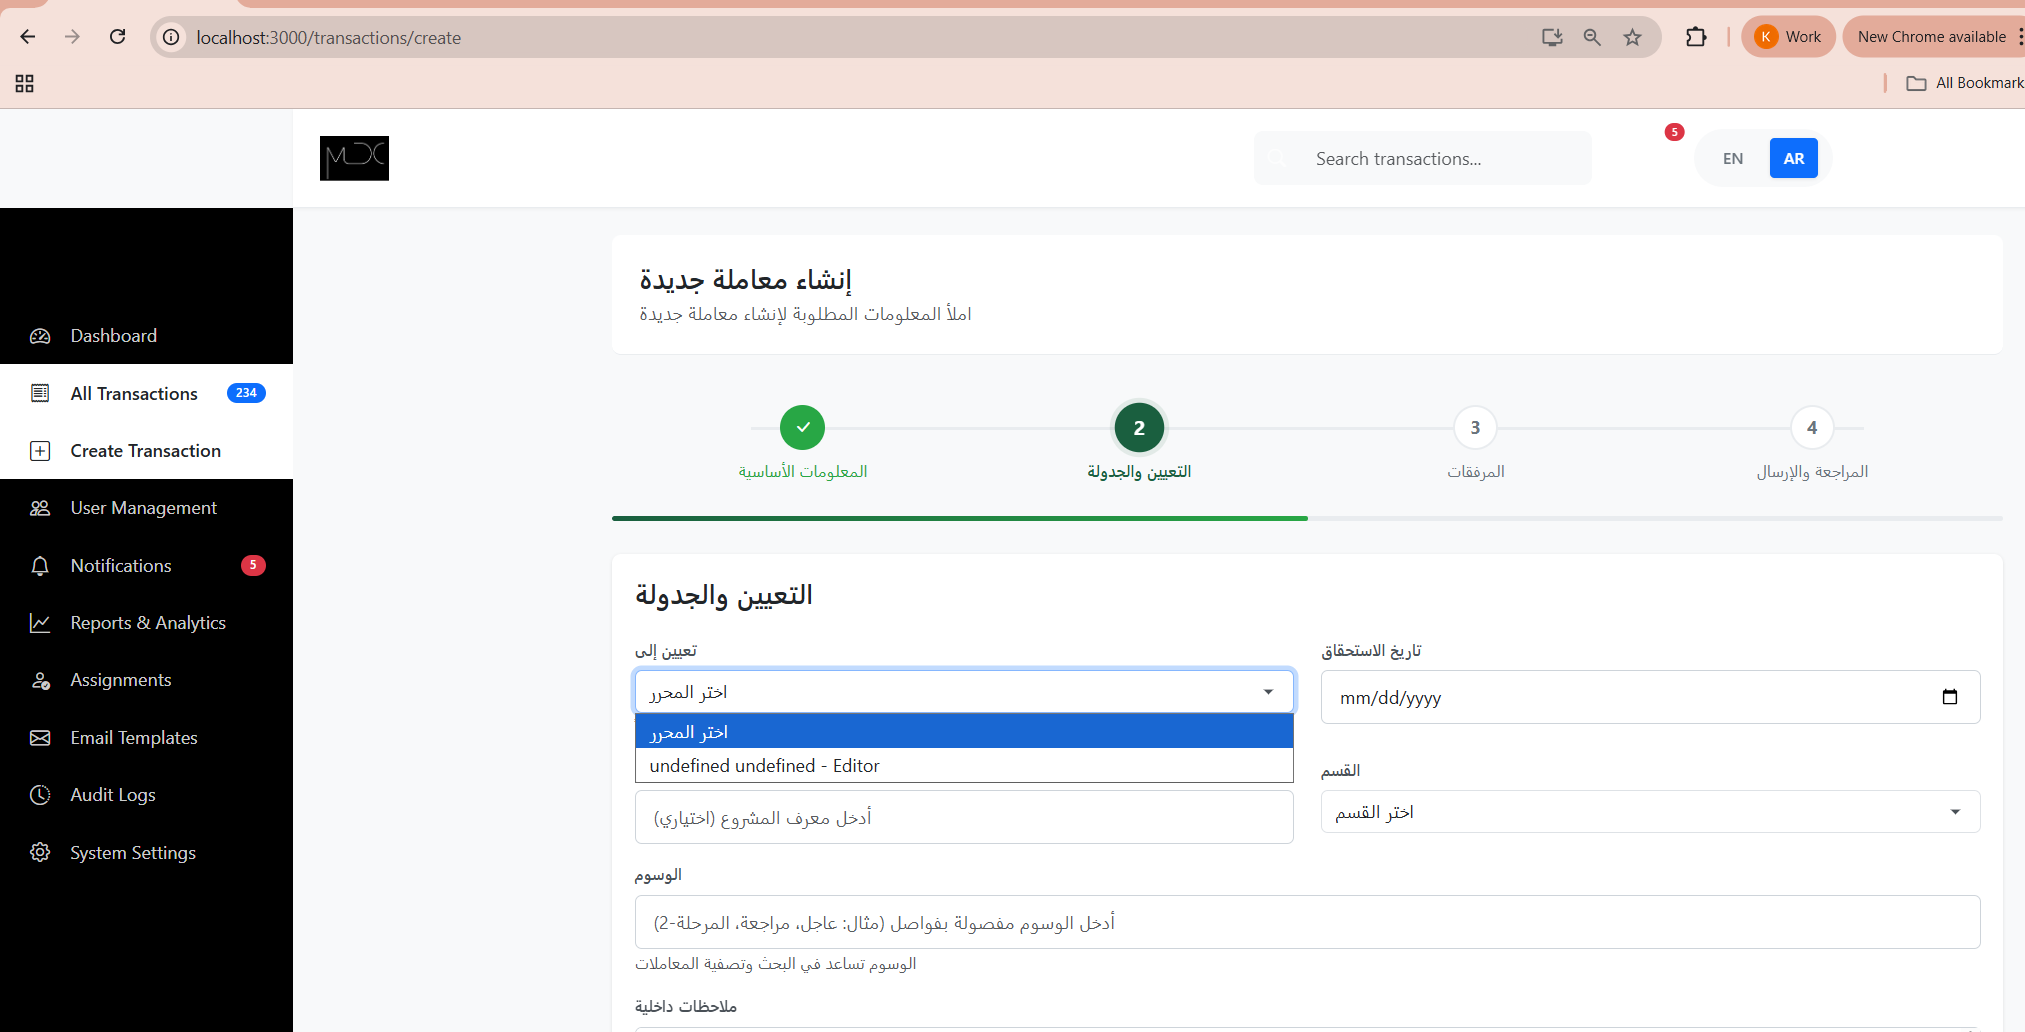 localhost:3000/transactions/create
K Work
New Chrome available
All Bookmark
MDC
Search transactions...
5
EN
AR
Dashboard
All Transactions 234
Create Transaction
User Management
Notifications 5
Reports & Analytics
Assignments
Email Templates
Audit Logs
System Settings
إنشاء معاملة جديدة
املأ المعلومات المطلوبة لإنشاء معاملة جديدة
2
3
4
المعلومات الأساسية
التعيين والجدولة
المرفقات
المراجعة والإرسال
التعيين والجدولة
تعيين إلى
اختر المحرر
اختر المحرر
undefined undefined - Editor
تاريخ الاستحقاق
mm/dd/yyyy
أدخل معرف المشروع (اختياري)
القسم
اختر القسم
الوسوم
أدخل الوسوم مفصولة بفواصل (مثال: عاجل، مراجعة، المرحلة-2)
الوسوم تساعد في البحث وتصفية المعاملات
ملاحظات داخلية